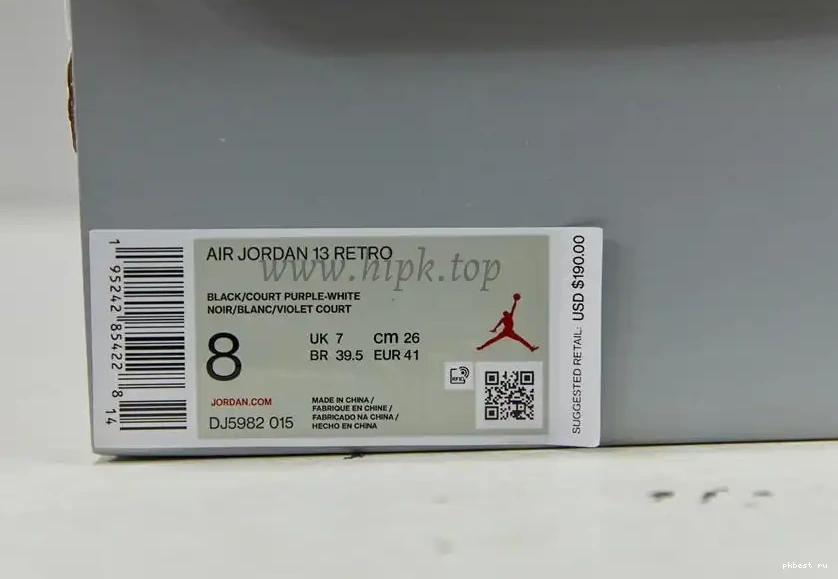 1 95242 85422 8 14
AIR JORDAN 13 RETRO
www.hipk.top
BLACK/COURT PURPLE-WHITE
NOIR/BLANC/VIOLET COURT
8
UK 7 cm 26
BR 39.5 EUR 41
RFID
JORDAN.COM
DJ5982 015
MADE IN CHINA /
FABRIQUE EN CHINE /
FABRICADO NA CHINA /
HECHO EN CHINA
SUGGESTED RETAIL: USD $190.00
pkbest ru